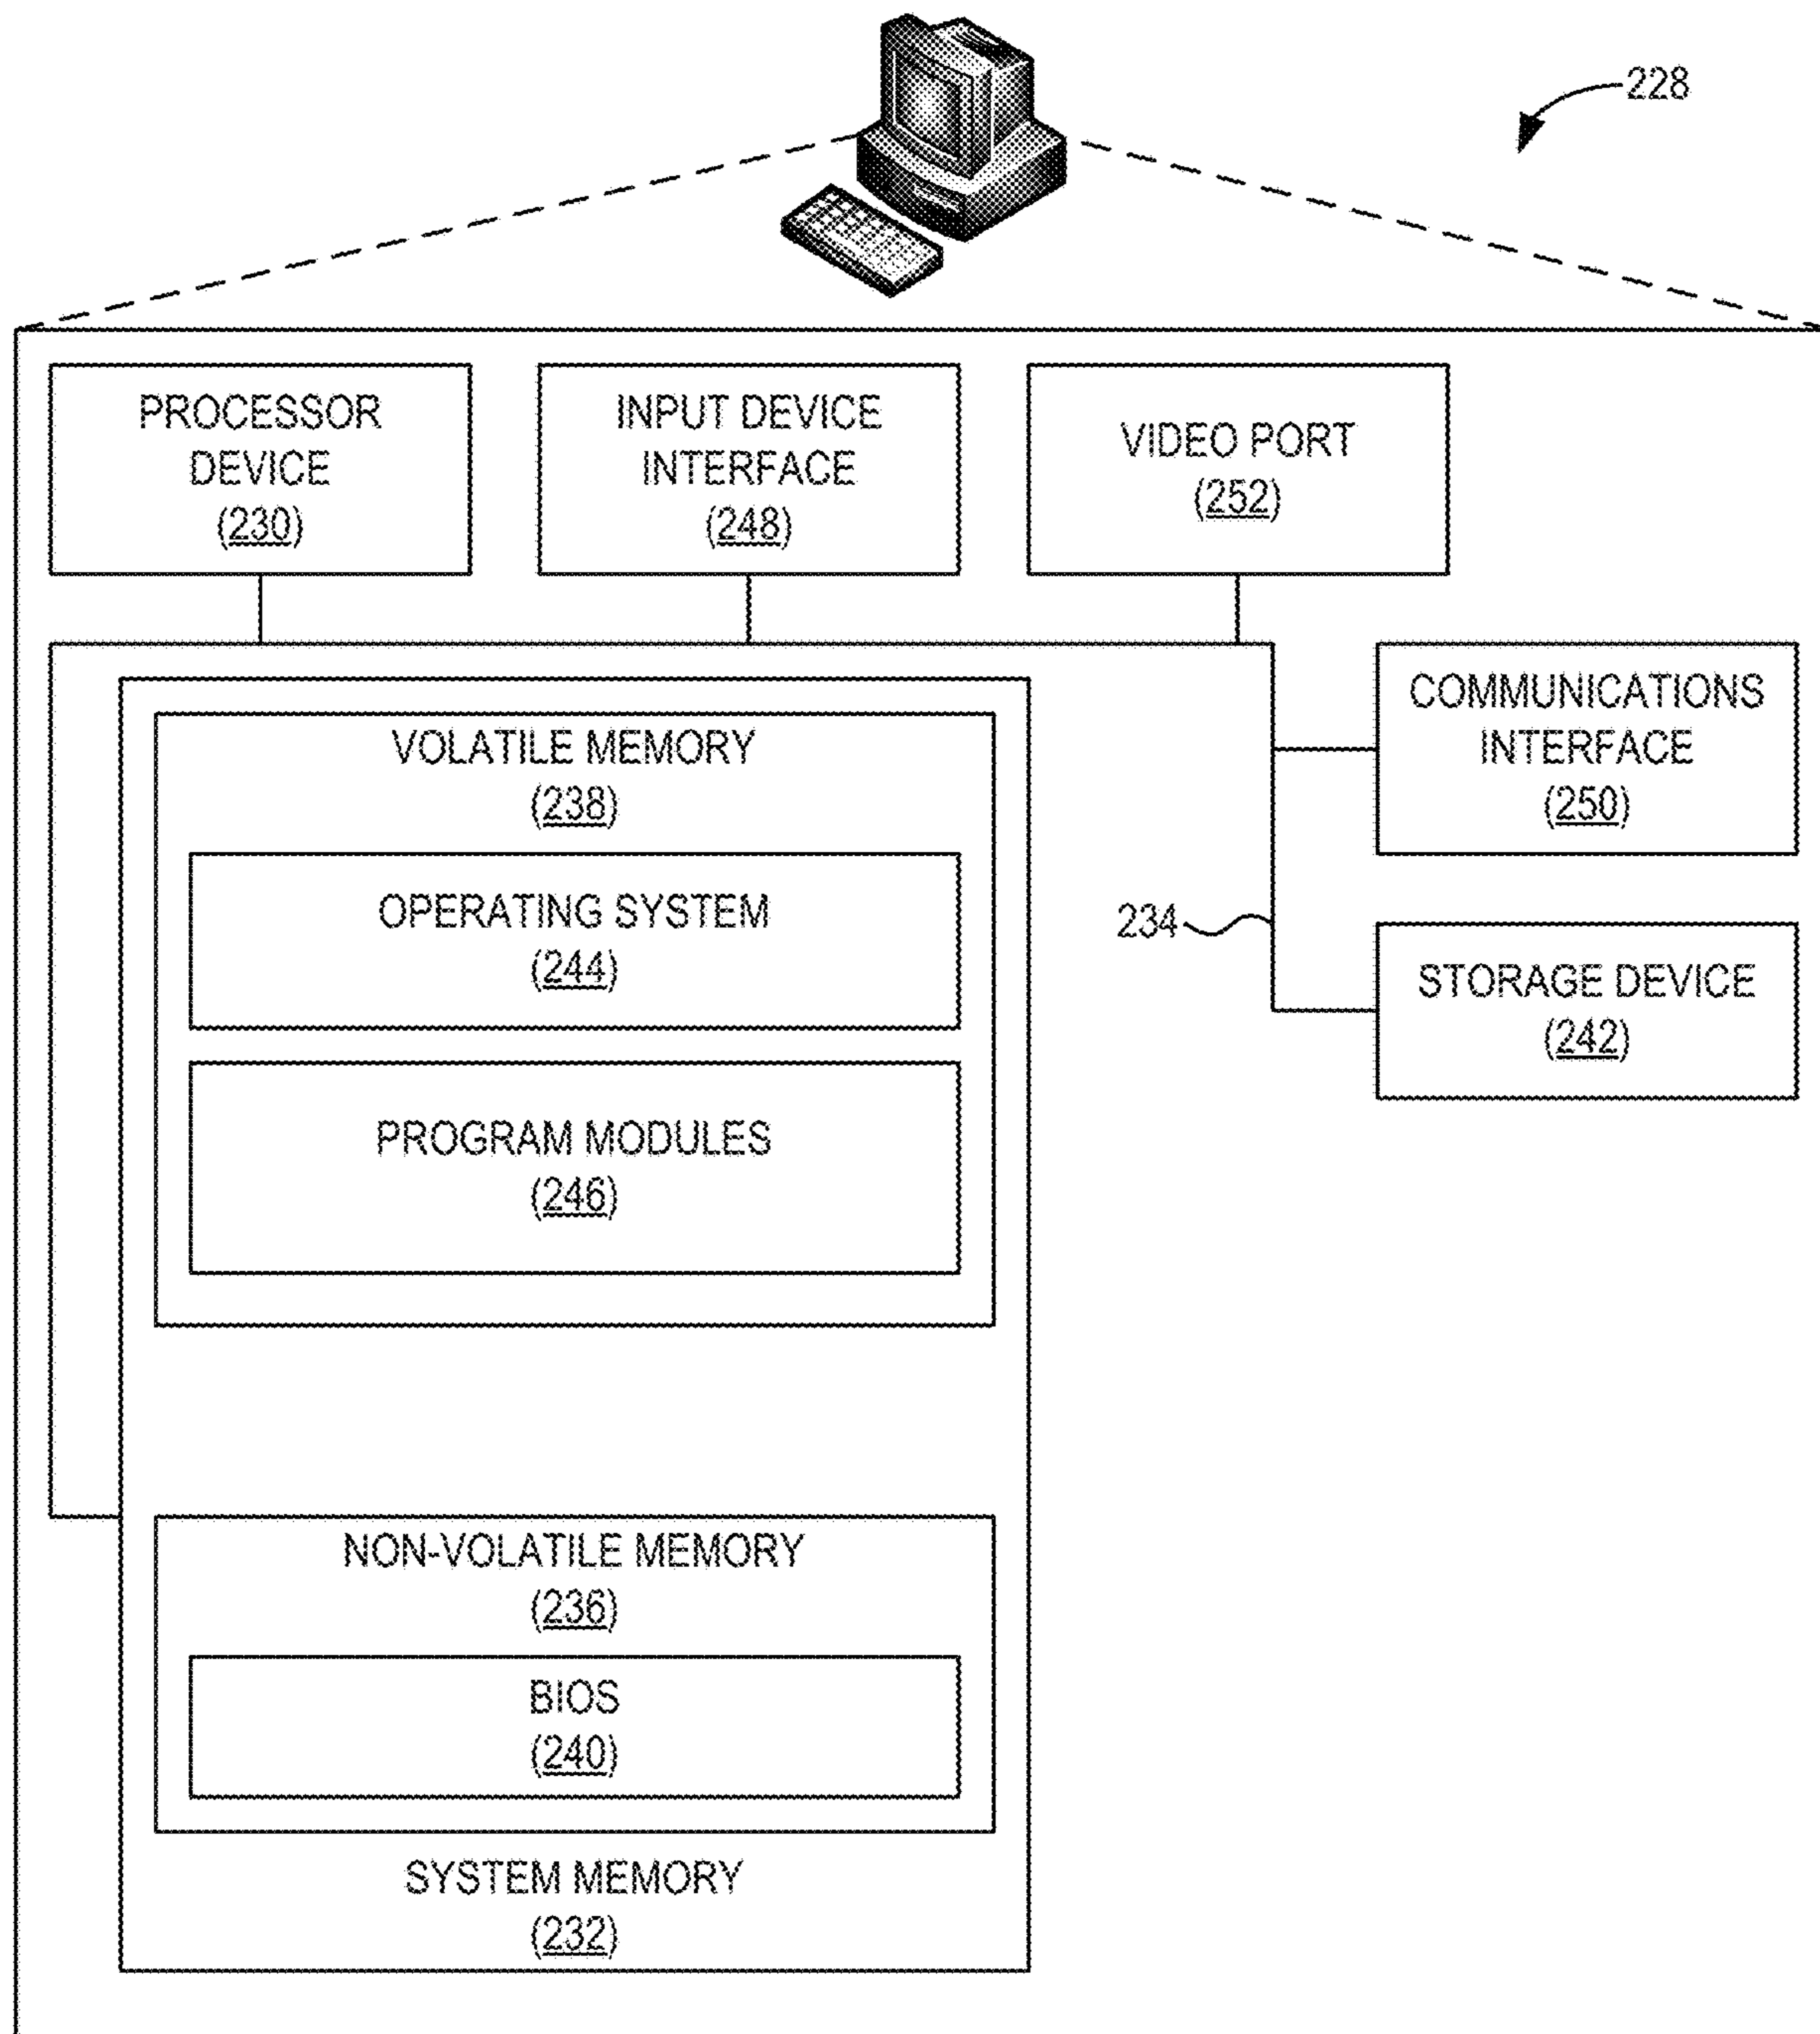 228
PROCESSOR
DEVICE
(230)
INPUT DEVICE
INTERFACE
(248)
VIDEO PORT
(252)
COMMUNICATIONS
INTERFACE
(250)
VOLATILE MEMORY
(238)
OPERATING SYSTEM
(244)
234
STORAGE DEVICE
(242)
PROGRAM MODULES
(246)
NON-VOLATILE MEMORY
(236)
BIOS
(240)
SYSTEM MEMORY
(232)